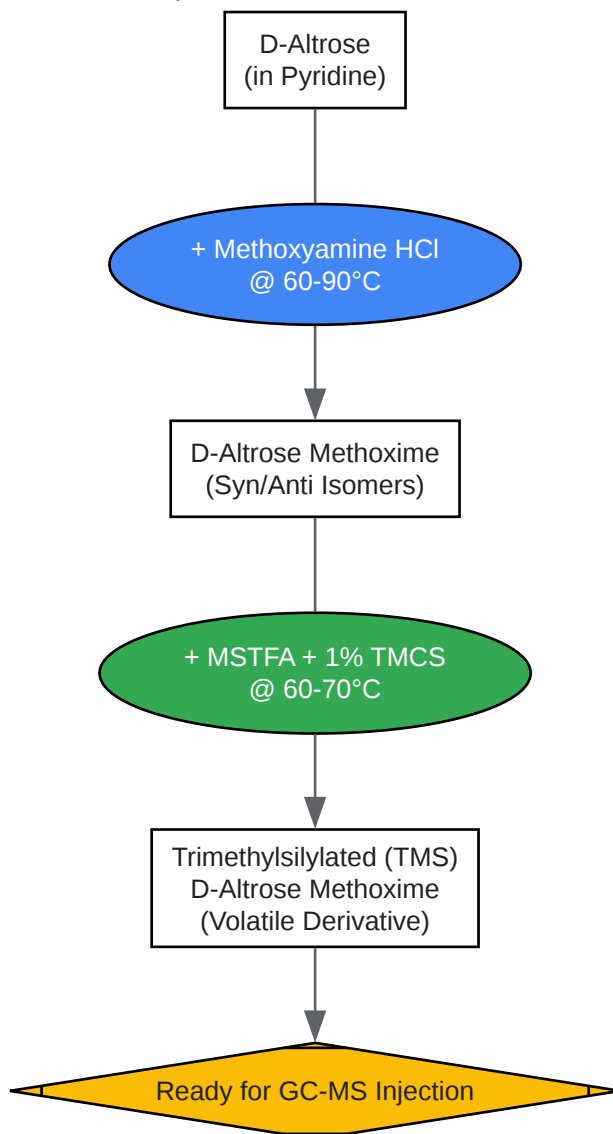 D-Altrose
(in Pyridine)
+ Methoxyamine HCl
@ 60-90°C
D-Altrose Methoxime
(Syn/Anti Isomers)
+ MSTFA + 1% TMCS
@ 60-70°C
Trimethylsilylated (TMS)
D-Altrose Methoxime
(Volatile Derivative)
Ready for GC-MS Injection